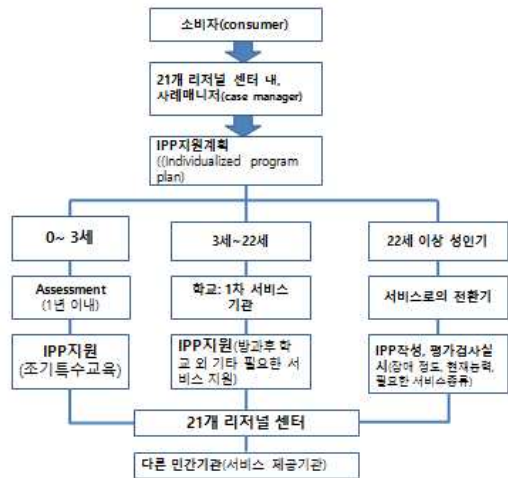 소비자(consumer)
21개 리저널 센터 내,
사례매니저(case manager)
IPP지원계획
((Individualized program
plan)
0~ 3세
3세~22세
22세 이상 성인기
Assessment
(1년 이내)
학교: 1차 서비스
기관
서비스로의 전환기
IPP지원
(조기특수교육)
IPP지원(방과후 학
교 외 기타 필요한 서
비스 지원)
IPP작성, 평가검사실
시(장애 정도, 현재능력,
필요한 서비스종류)
21개 리저널 센터
다른 민간기관(서비스 제공기관)